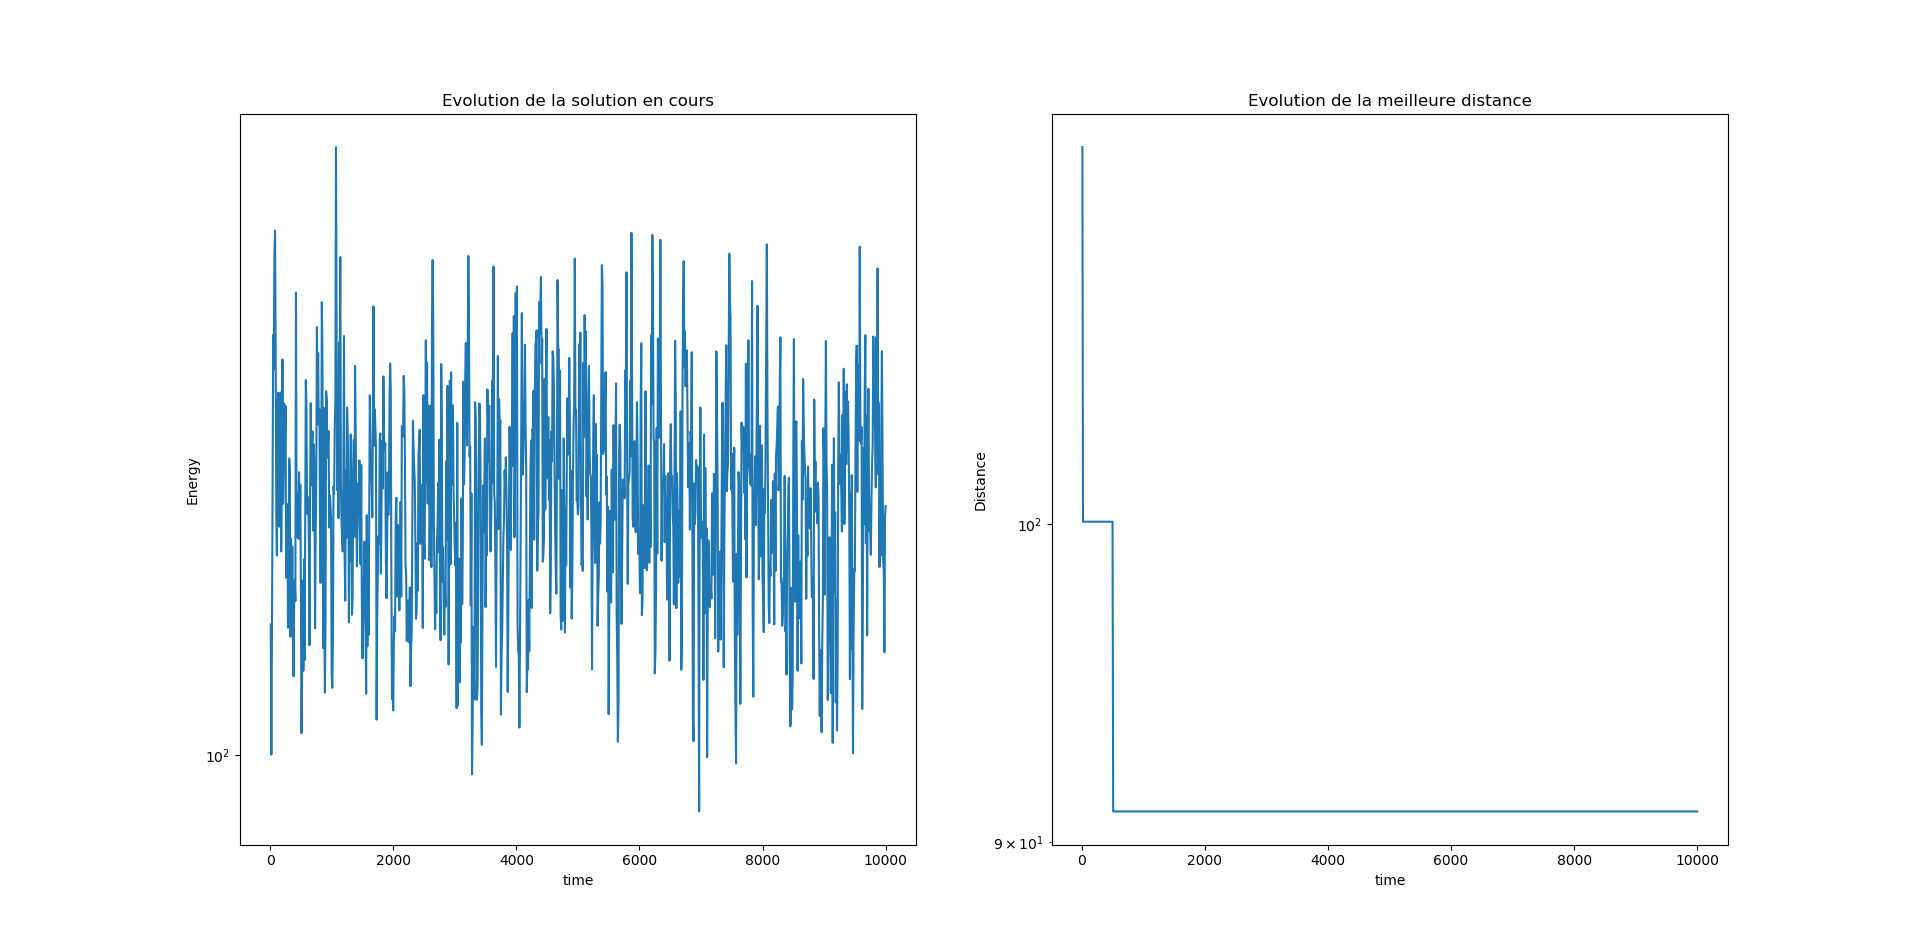 Evolution de la solution en cours
Energy
10²
0 2000 4000 6000 8000 10000
time
Evolution de la meilleure distance
Distance
10²
9 × 10¹
0 2000 4000 6000 8000 10000
time